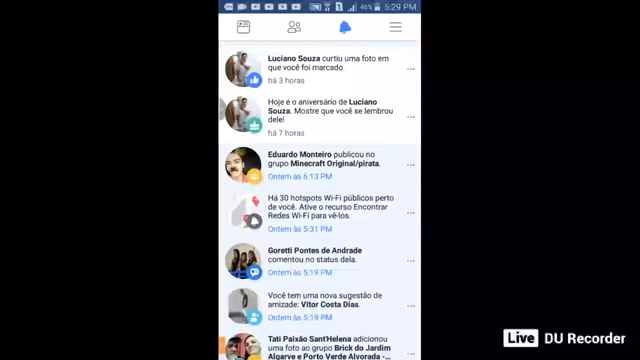 46% 5:29 PM
Luciano Souza curtiu uma foto em
que você foi marcado.
há 3 horas
Hoje é o aniversário de Luciano
Souza. Mostre que você se lembrou
dele!
há 7 horas
Eduardo Monteiro publicou no
grupo Minecraft Original/pirata.
Ontem às 6:13 PM
Há 30 hotspots Wi-Fi públicos perto
de você. Ative o recurso Encontrar
Redes Wi-Fi para vê-los.
Ontem às 5:31 PM
Goretti Pontes de Andrade
comentou no status dela.
Ontem às 5:19 PM
Você tem uma nova sugestão de
amizade: Vitor Costa Dias.
Ontem às 5:19 PM
Tati Paixão Sant'Helena adicionou
uma foto ao grupo Brick do Jardim
Algarve e Porto Verde Alvorada -
Live DU Recorder